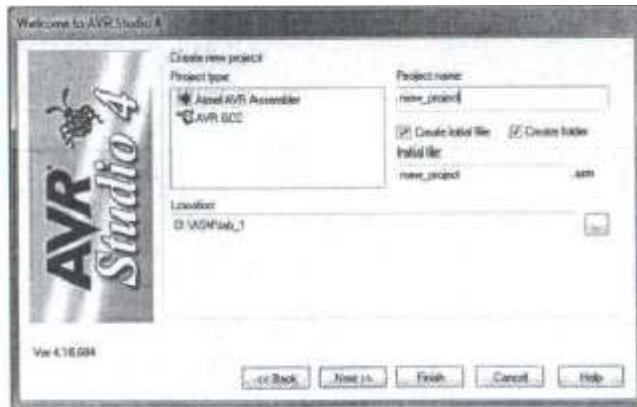 Welcome to AVR Studio 4
Create new project
Project type:
Atmel AVR Assembler
AVR GCC
Project name:
new_project
Create initial file
Create folder
Initial file:
new_project .asm
Location:
D:\ASM\lab_1
...
AVR
Studio 4
Ver 4.18.684
<< Back
Next >>
Finish
Cancel
Help